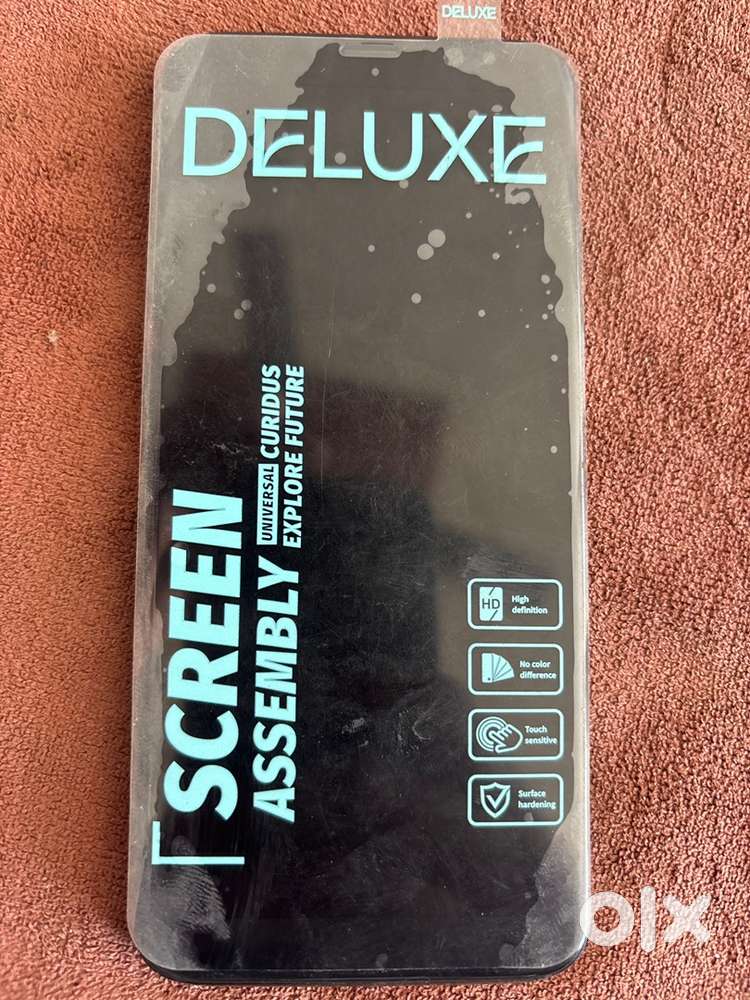 DELUXE
DELUXE
SCREEN
ASSEMBLY
UNIVERSAL CURIDUS
EXPLORE FUTURE
HD
High
definition
No color
difference
Touch
sensitive
Surface
hardening
olx